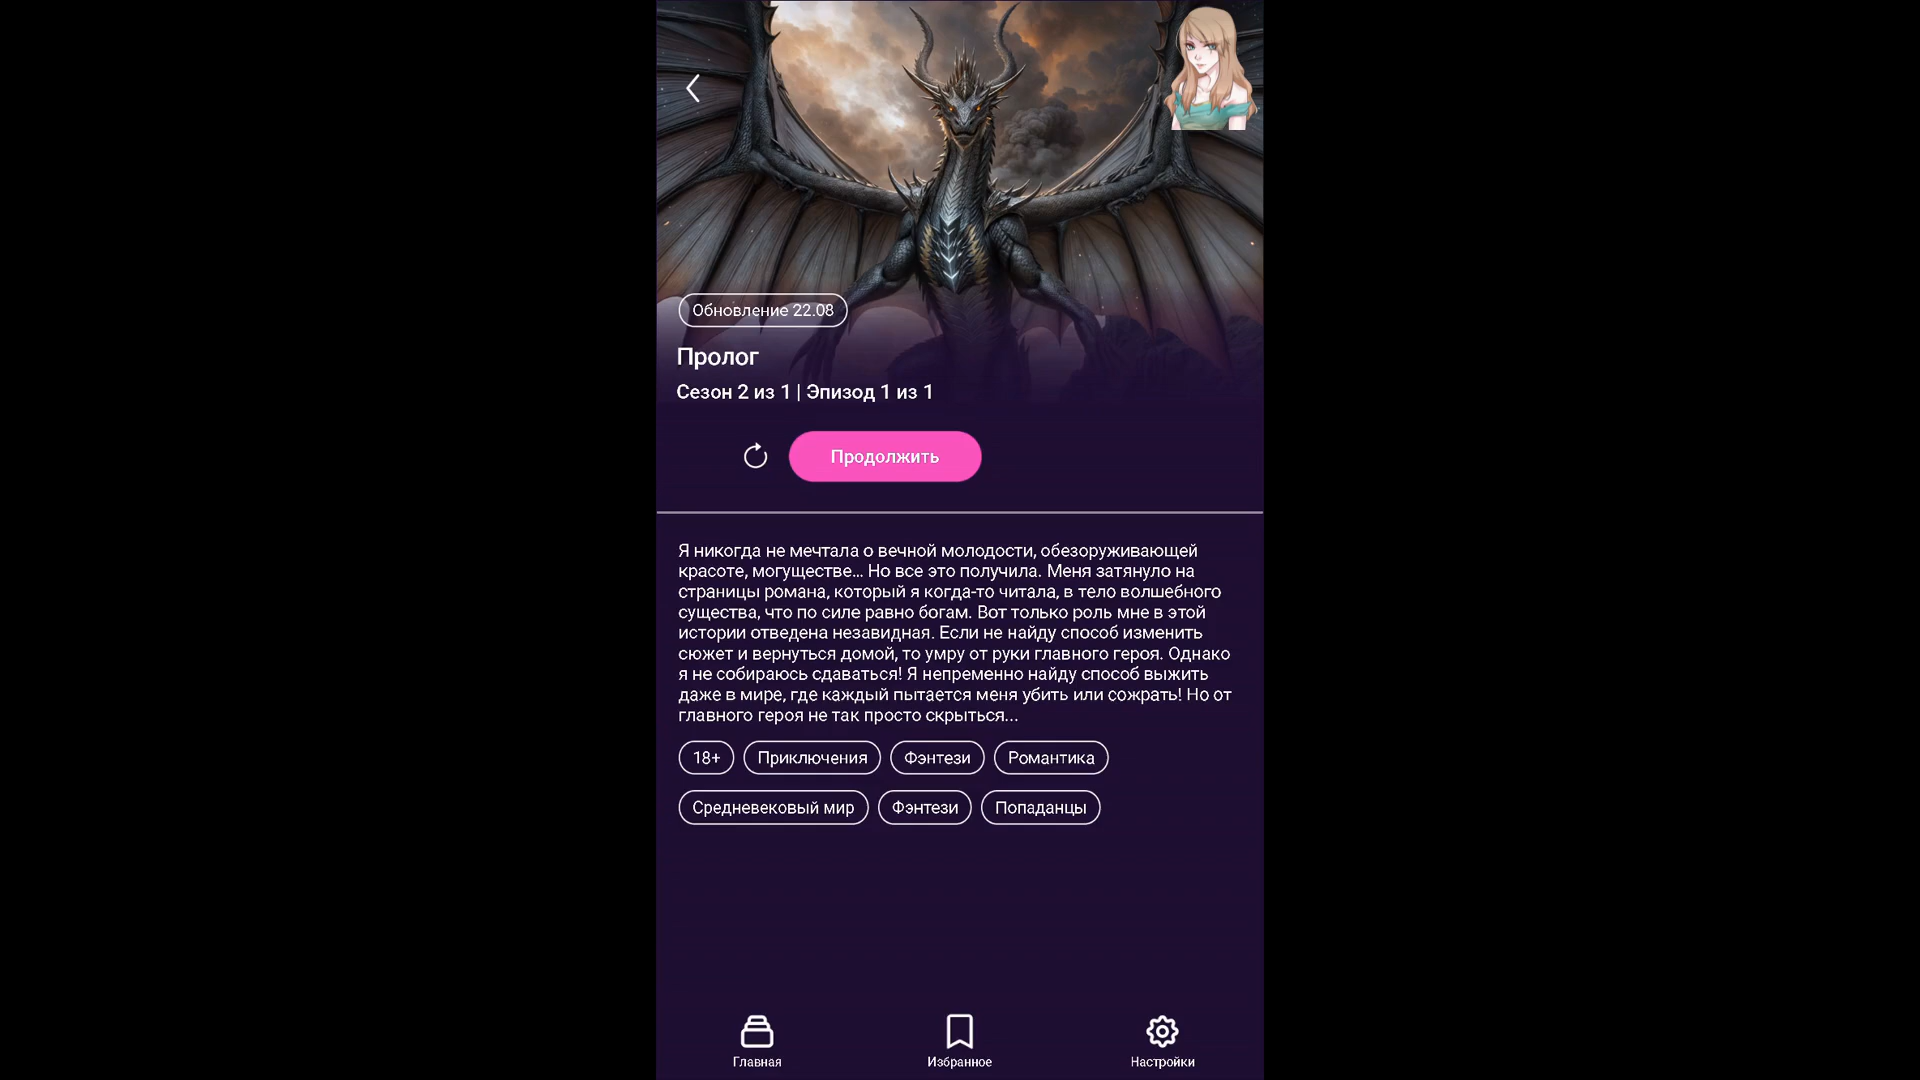 Обновление 22.08
Пролог
Сезон 2 из 1 | Эпизод 1 из 1
Продолжить
Я никогда не мечтала о вечной молодости, обезоруживающей
красоте, могуществе... Но все это получила. Меня затянуло на
страницы романа, который я когда-то читала, в тело волшебного
существа, что по силе равно богам. Вот только роль мне в этой
истории отведена незавидная. Если не найду способ изменить
сюжет и вернуться домой, то умру от руки главного героя. Однако
я не собираюсь сдаваться! Я непременно найду способ выжить
даже в мире, где каждый пытается меня убить или сожрать! Но от
главного героя не так просто скрыться...
18+ Приключения Фэнтези Романтика
Средневековый мир Фэнтези Попаданцы
Главная Избранное Настройки